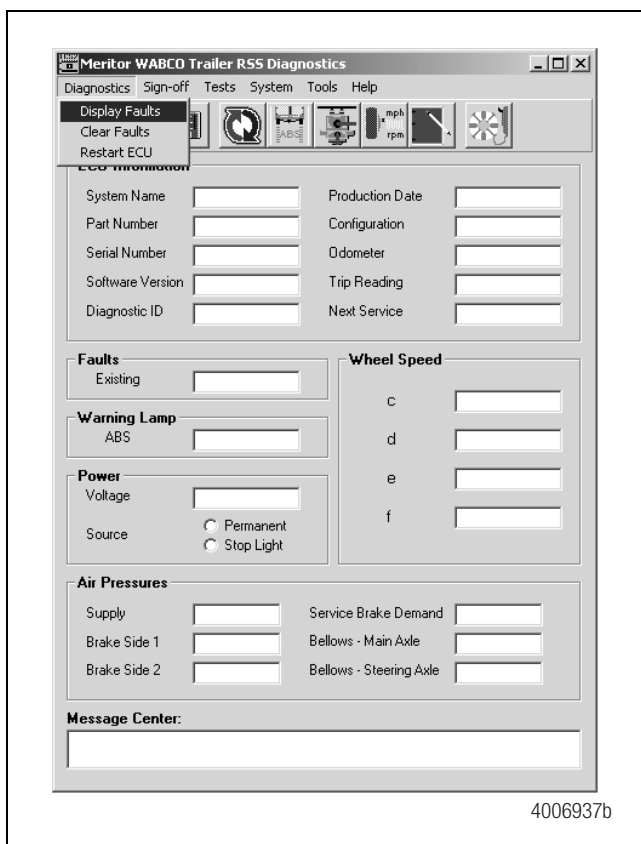 Meritor WABCO Trailer RSS Diagnostics
Diagnostics Sign-off Tests System Tools Help
Display Faults
Clear Faults
Restart ECU
ABS
mph
rpm
ECU Information
System Name
Part Number
Serial Number
Software Version
Diagnostic ID
Production Date
Configuration
Odometer
Trip Reading
Next Service
Faults
Existing
Warning Lamp
ABS
Power
Voltage
Source
Permanent
Stop Light
Wheel Speed
c
d
e
f
Air Pressures
Supply
Brake Side 1
Brake Side 2
Service Brake Demand
Bellows - Main Axle
Bellows - Steering Axle
Message Center:
4006937b